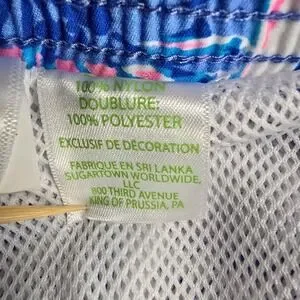 100% NYLON
DOUBLURE:
100% POLYESTER
EXCLUSIF DE DÉCORATION
FABRIQUE EN SRI LANKA
SUGARTOWN WORLDWIDE,
LLC
800 THIRD AVENUE
KING OF PRUSSIA, PA